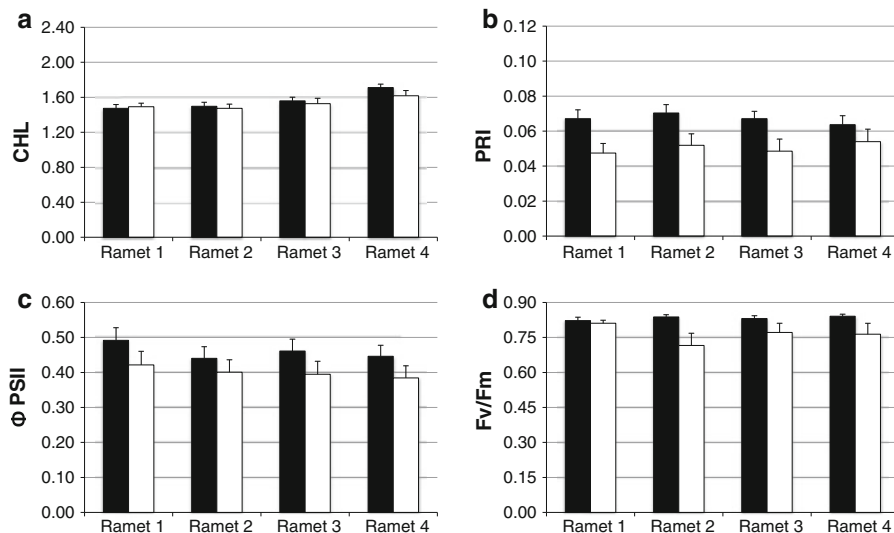 a
CHL
2.40
2.00
1.60
1.20
0.80
0.40
0.00
Ramet 1 Ramet 2 Ramet 3 Ramet 4
b
PRI
0.12
0.10
0.08
0.06
0.04
0.02
0.00
Ramet 1 Ramet 2 Ramet 3 Ramet 4
c
Φ PSII
0.60
0.50
0.40
0.30
0.20
0.10
0.00
Ramet 1 Ramet 2 Ramet 3 Ramet 4
d
Fv/Fm
0.90
0.75
0.60
0.45
0.30
0.15
0.00
Ramet 1 Ramet 2 Ramet 3 Ramet 4